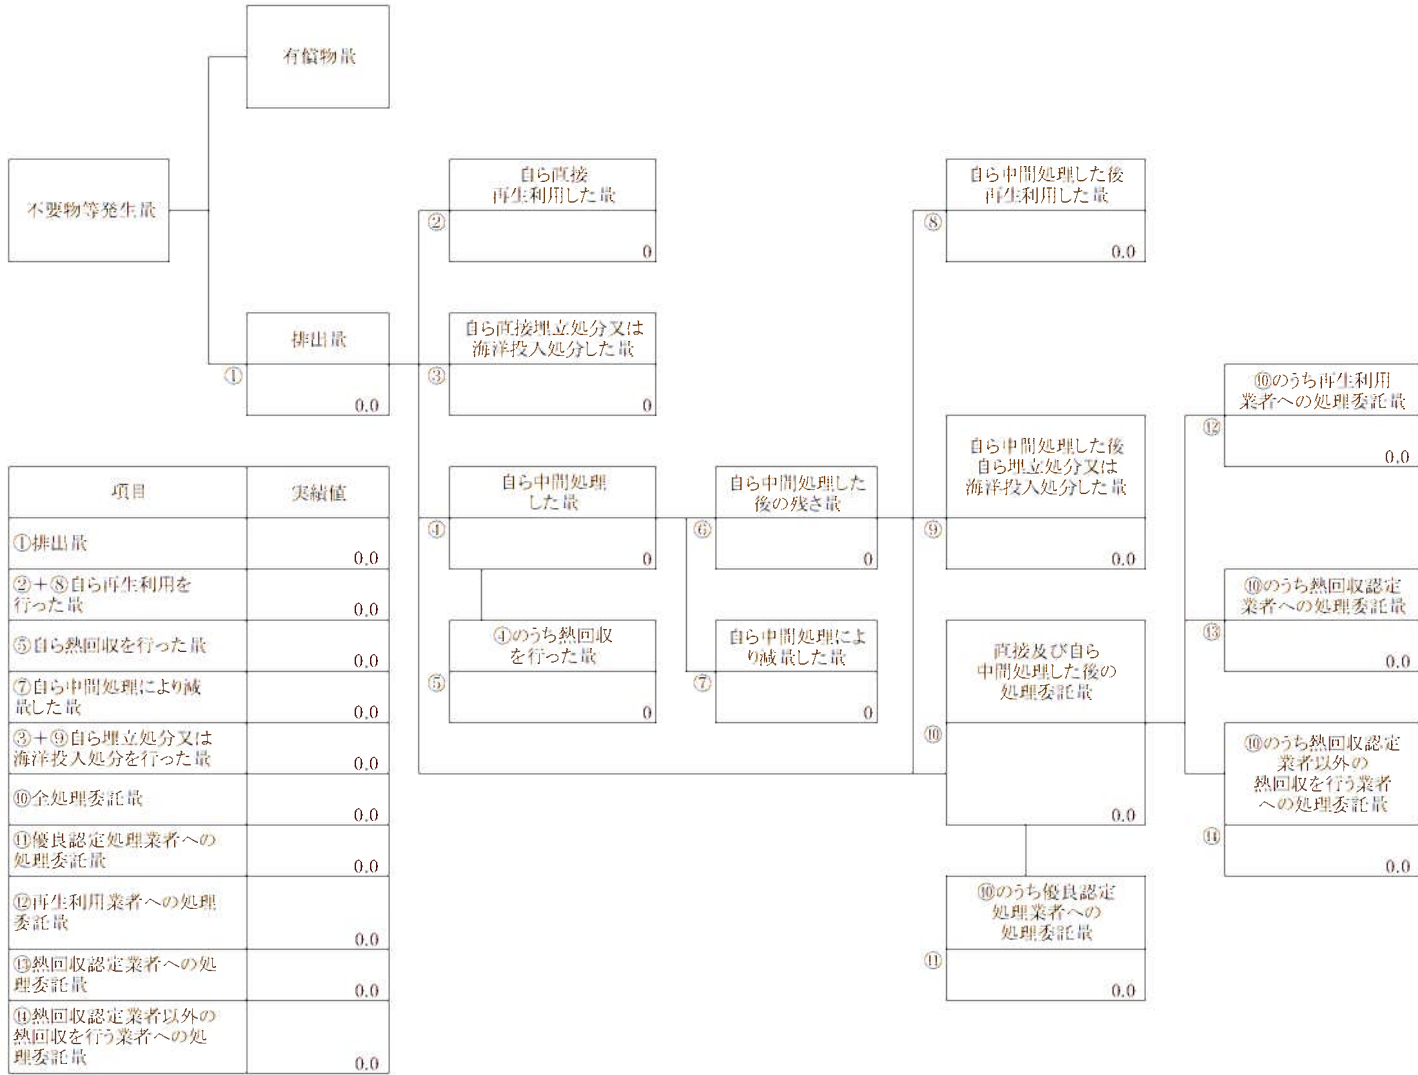 有償物量
不要物等発生量
自ら直接
再生利用した量
②
0
自ら中間処理した後
再生利用した量
⑧
0.0
排出量
①
0.0
自ら直接埋立処分又は
海洋投入処分した量
③
0
⑩のうち再生利用
業者への処理委託量
⑫
0.0
自ら中間処理した後
自ら埋立処分又は
海洋投入処分した量
⑨
0.0
自ら中間処理
した量
④
0
自ら中間処理した
後の残さ量
⑥
0
④のうち熱回収
を行った量
⑤
0
自ら中間処理によ
り減量した量
⑦
0
直接及び自ら
中間処理した後の
処理委託量
⑩
0.0
⑩のうち熱回収認定
業者への処理委託量
⑬
0.0
⑩のうち熱回収認定
業者以外の
熱回収を行う業者
への処理委託量
⑭
0.0
⑩のうち優良認定
処理業者への
処理委託量
⑪
0.0
項目 実績値
①排出量
0.0
②+⑧自ら再生利用を
行った量
0.0
⑤自ら熱回収を行った量
0.0
⑦自ら中間処理により減
量した量
0.0
③+⑨自ら埋立処分又は
海洋投入処分を行った量
0.0
⑩全処理委託量
0.0
⑪優良認定処理業者への
処理委託量
0.0
⑫再生利用業者への処理
委託量
0.0
⑬熱回収認定業者への処
理委託量
0.0
⑭熱回収認定業者以外の
熱回収を行う業者への処
理委託量
0.0